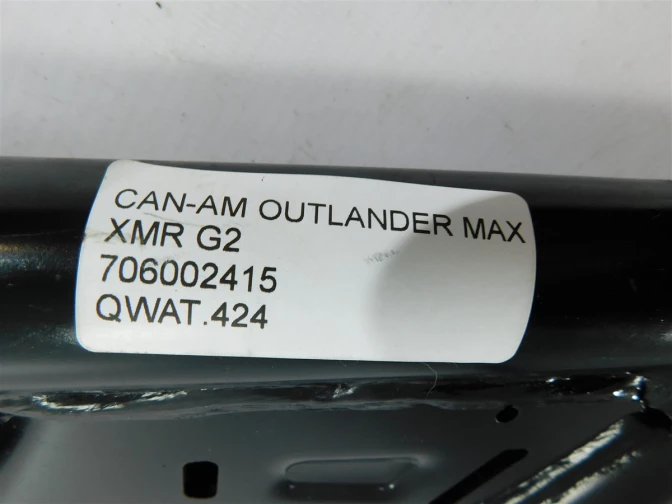 CAN-AM OUTLANDER MAX
XMR G2
706002415
QWAT.424